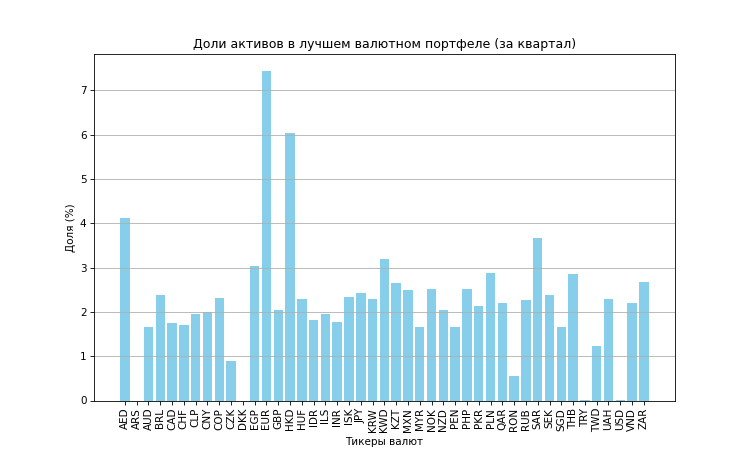 Доли активов в лучшем валютном портфеле (за квартал)
Доля (%)
7
6
5
4
3
2
1
0
AED ARS AUD BRL CAD CHF CLP CNY COP CZK DKK EGP EUR GBP HKD HUF IDR ILS INR ISK JPY KRW KWD KZT MXN MYR NOK NZD PEN PHP PKR PLN QAR RON RUB SAR SEK SGD THB TRY TWD UAH USD VND ZAR
Тикеры валют